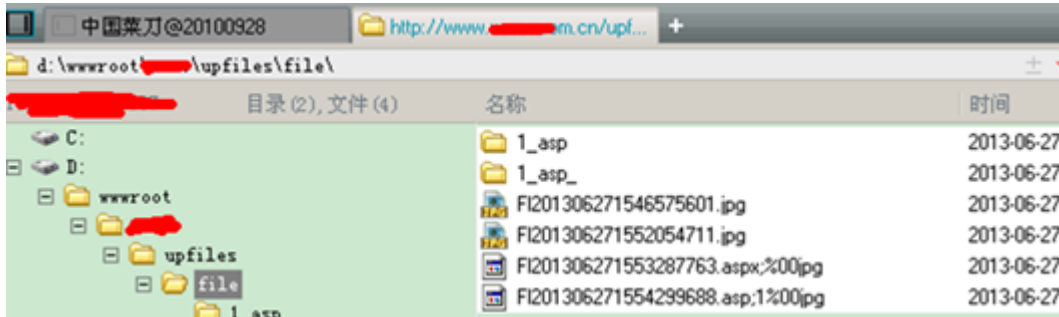 中国菜刀@20100928
http://www. om.cn/upf...
d:\wwwroot\ \upfiles\file\
目录(2),文件(4)
名称
时间
C:
D:
wwwroot
upfiles
file
1_asp
1_asp 2013-06-27
1_asp_ 2013-06-27
FI201306271546575601.jpg 2013-06-27
FI201306271552054711.jpg 2013-06-27
FI201306271553287763.aspx;%00jpg 2013-06-27
FI201306271554299688.asp;1%00jpg 2013-06-27